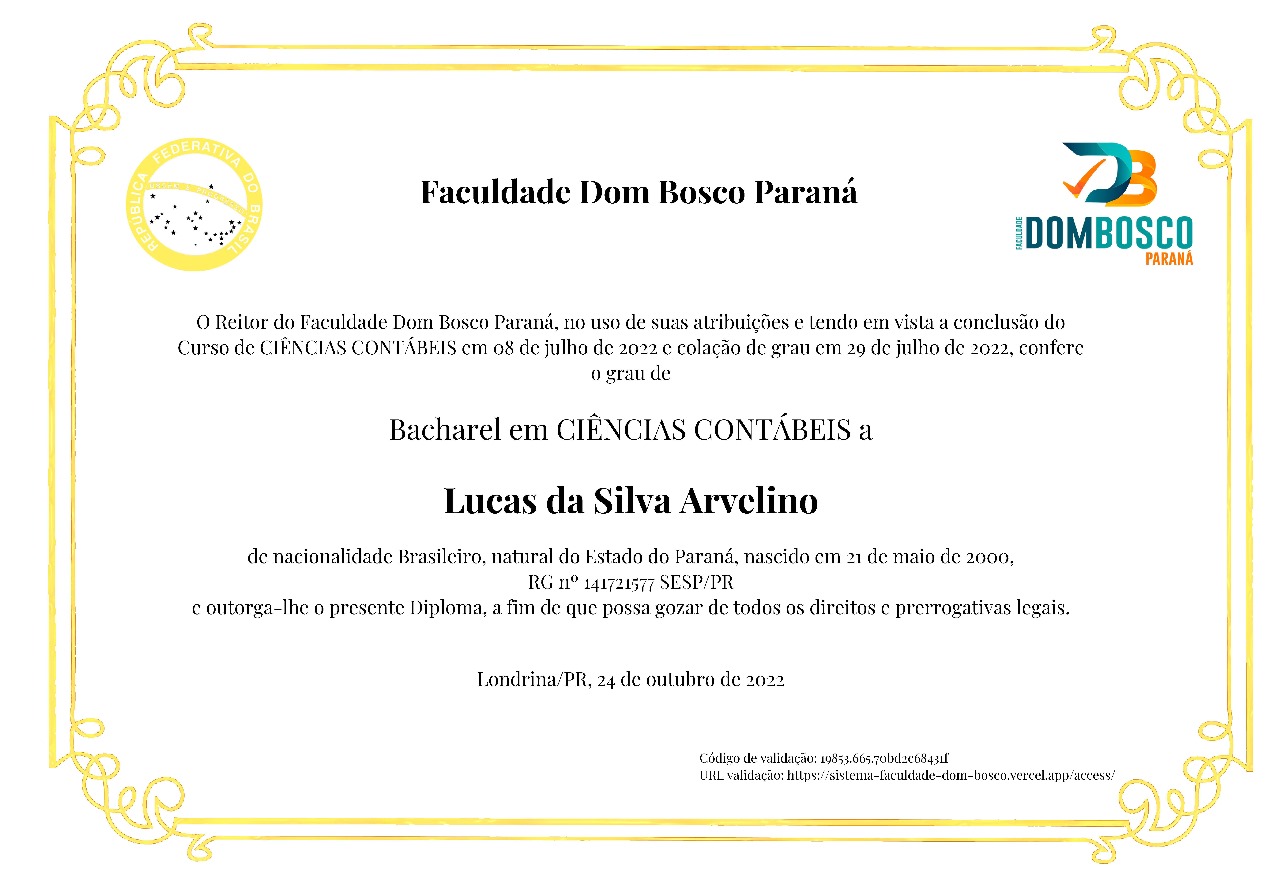 REPÚBLICA FEDERATIVA DO BRASIL
Faculdade Dom Bosco Paraná
DB
FACULDADE
DOMBOSCO
PARANÁ
O Reitor do Faculdade Dom Bosco Paraná, no uso de suas atribuições e tendo em vista a conclusão do
Curso de CIÊNCIAS CONTÁBEIS em 08 de julho de 2022 e colação de grau em 29 de julho de 2022, confere
o grau de
Bacharel em CIÊNCIAS CONTÁBEIS a
Lucas da Silva Arvelino
de nacionalidade Brasileiro, natural do Estado do Paraná, nascido em 21 de maio de 2000,
RG nº 141721577 SESP/PR
e outorga-lhe o presente Diploma, a fim de que possa gozar de todos os direitos e prerrogativas legais.
Londrina/PR, 24 de outubro de 2022
Código de validação: 19853.665.70bd2c68431f
URL validação: https://sistema-faculdade-dom-bosco.vercel.app/access/